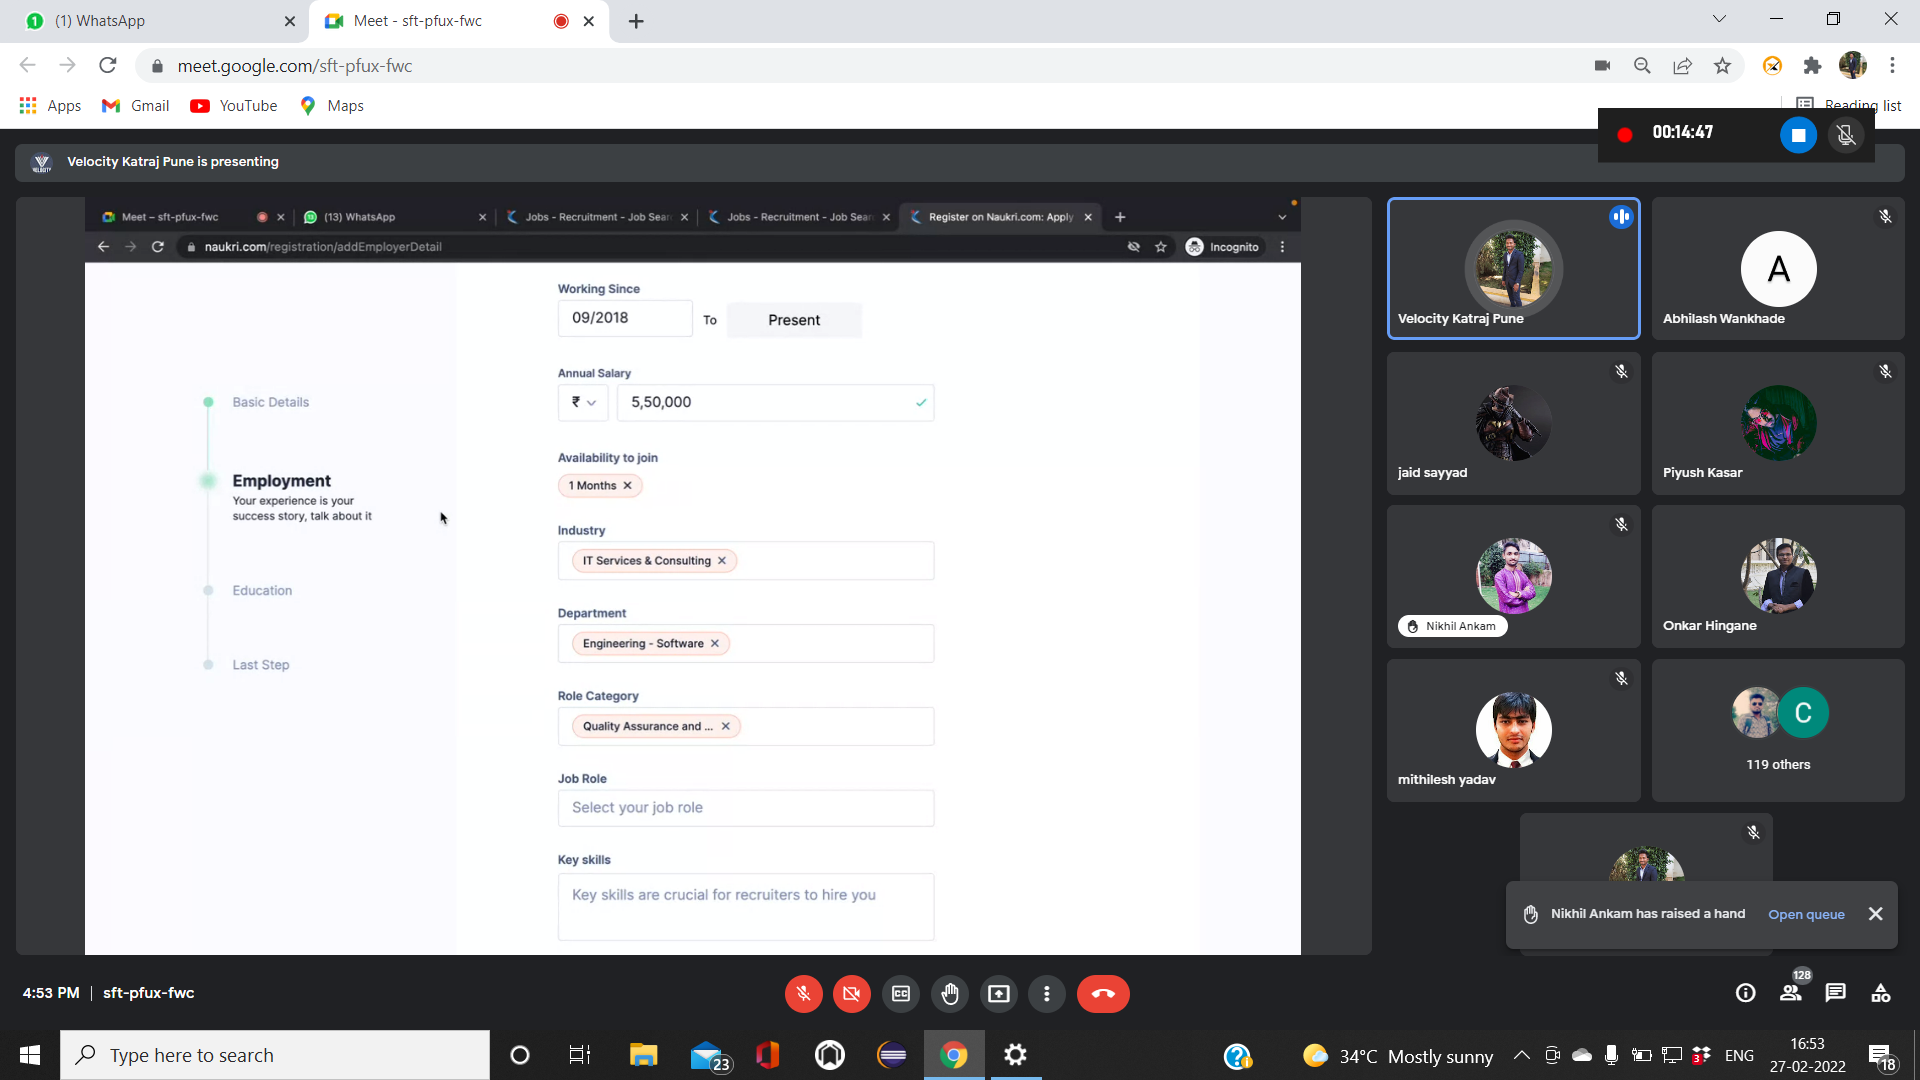 (1) WhatsApp
Meet - sft-pfux-fwc
meet.google.com/sft-pfux-fwc
Apps
Gmail
YouTube
Maps
Reading list
00:14:47
Velocity Katraj Pune is presenting
Meet – sft-pfux-fwc
(13) WhatsApp
Jobs - Recruitment - Job Sear
Jobs - Recruitment - Job Sear
Register on Naukri.com: Apply
naukri.com/registration/addEmployerDetail
Incognito
Working Since
09/2018
To
Present
Annual Salary
₹
5,50,000
Availability to join
1 Months
Industry
IT Services & Consulting
Department
Engineering - Software
Role Category
Quality Assurance and ...
Job Role
Select your job role
Key skills
Key skills are crucial for recruiters to hire you
Basic Details
Employment
Your experience is your
success story, talk about it
Education
Last Step
Velocity Katraj Pune
A
Abhilash Wankhade
jaid sayyad
Piyush Kasar
Nikhil Ankam
Onkar Hingane
mithilesh yadav
C
119 others
Nikhil Ankam has raised a hand
Open queue
4:53 PM | sft-pfux-fwc
128
Type here to search
23
34°C Mostly sunny
3
ENG
16:53
27-02-2022
18